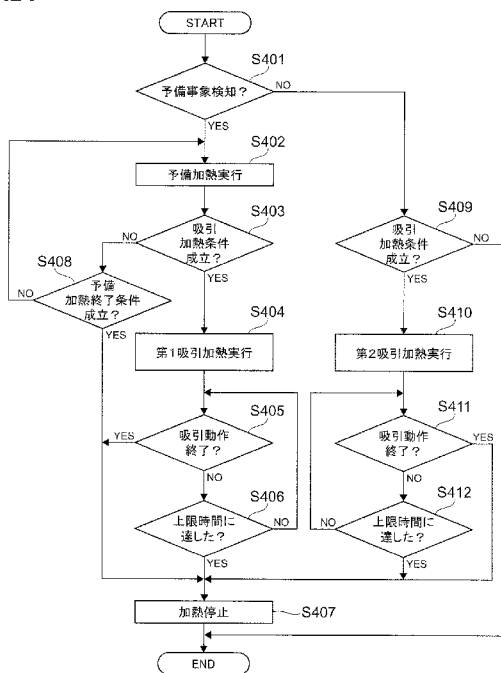 START
S401
予備事象検知?
NO
YES
S402
予備加熱実行
S403
吸引
加熱条件
成立?
NO
YES
S408
予備
加熱終了条件
成立?
NO
YES
S404
第1吸引加熱実行
S405
吸引動作
終了?
YES
NO
S406
上限時間に
達した?
NO
YES
S409
吸引
加熱条件
成立?
NO
YES
S410
第2吸引加熱実行
S411
吸引動作
終了?
YES
NO
S412
上限時間に
達した?
NO
YES
加熱停止
S407
END